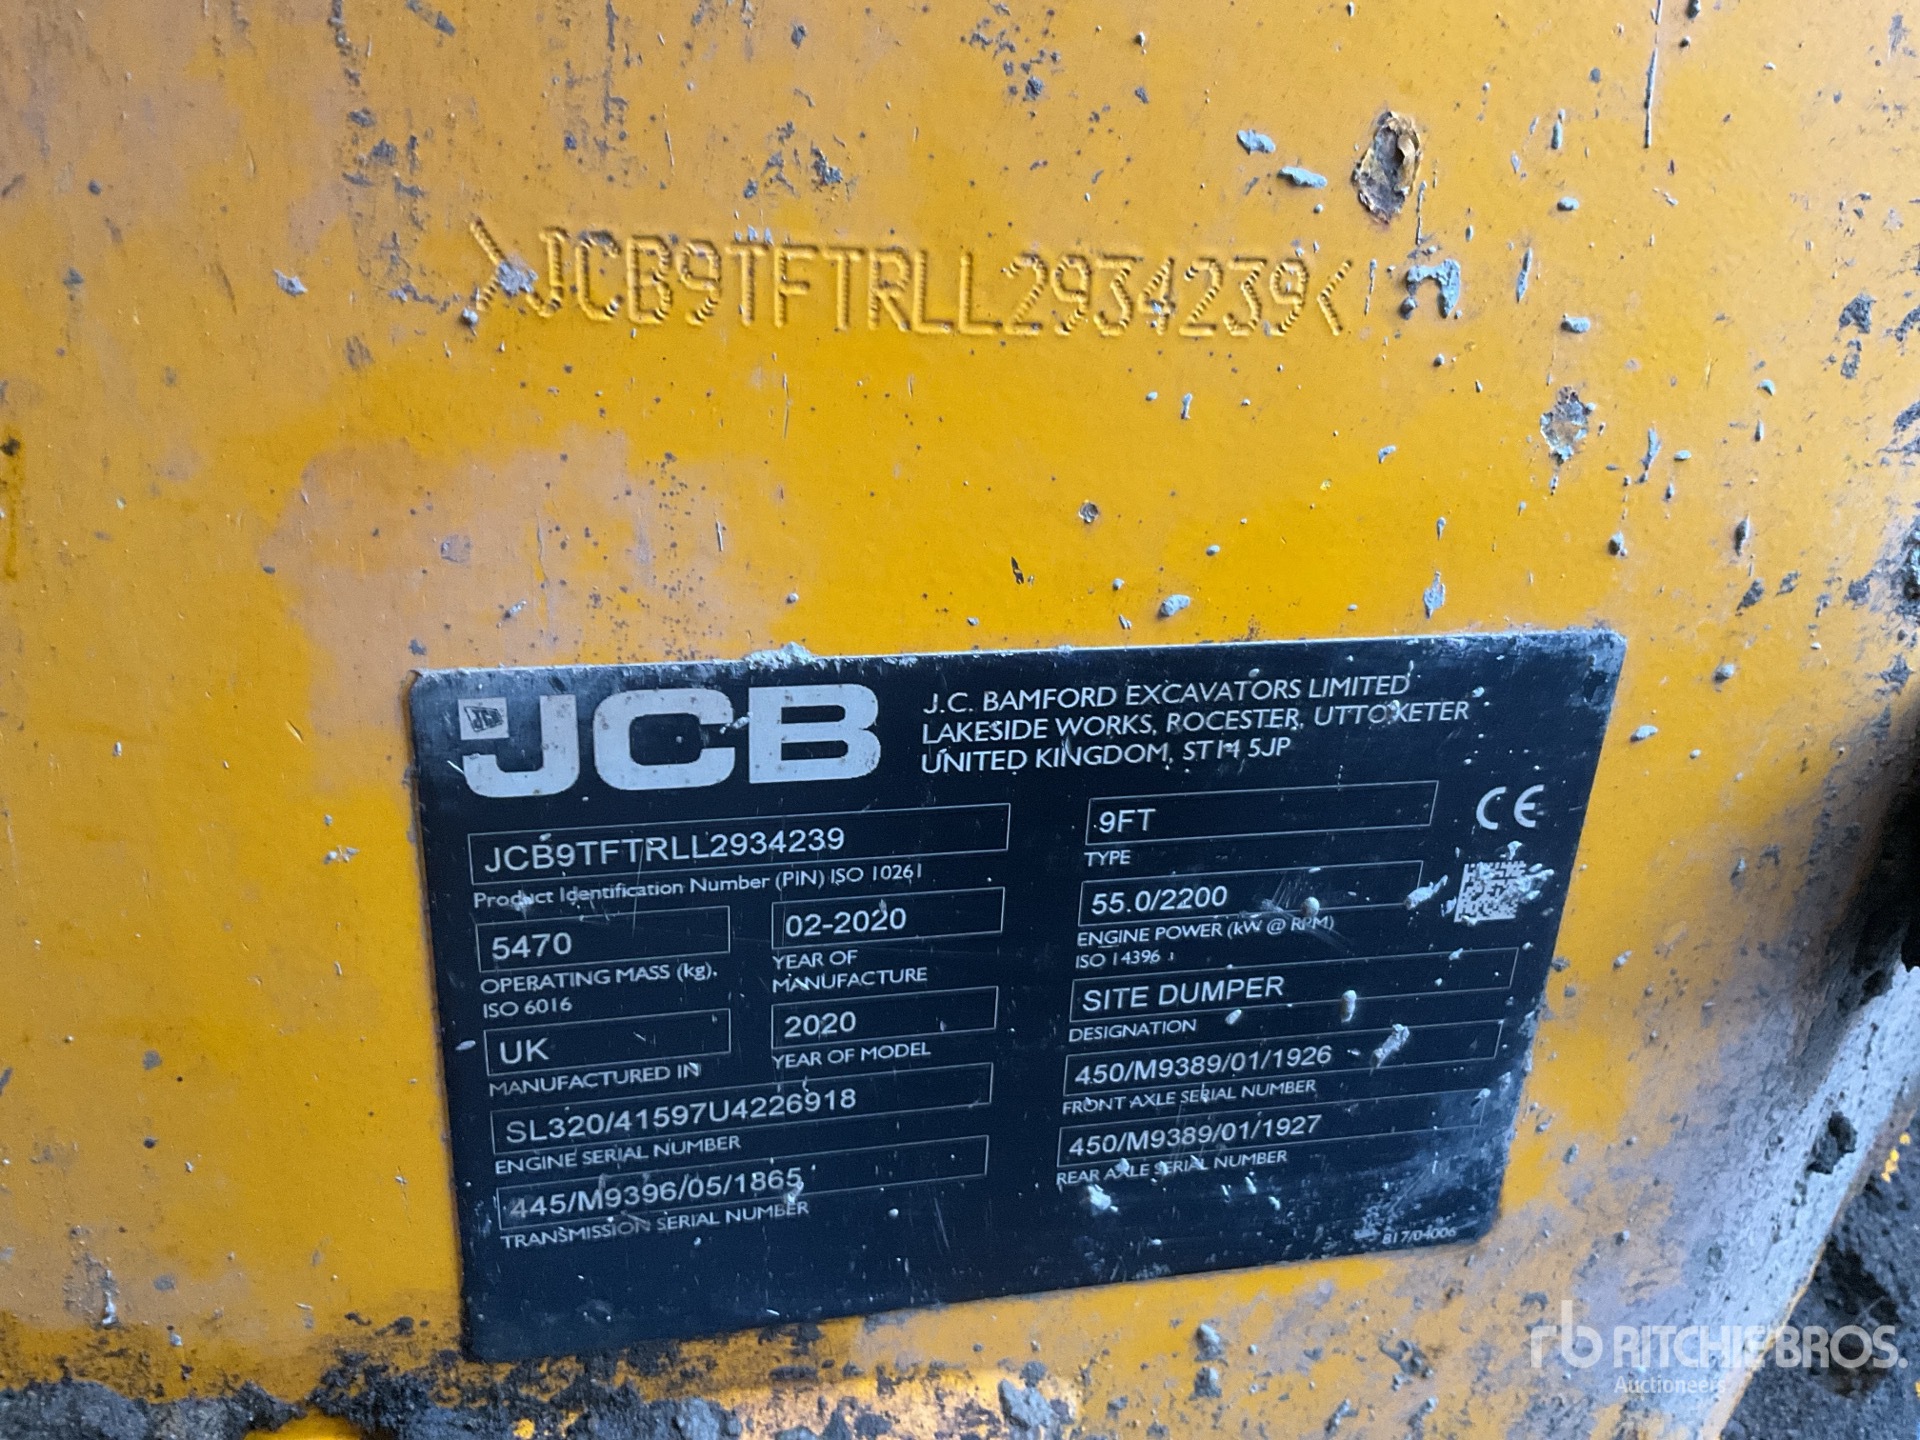 >JCB9TFTRLL2934239<
JCB
J.C. BAMFORD EXCAVATORS LIMITED
LAKESIDE WORKS, ROCESTER, UTTOXETER
UNITED KINGDOM, ST14 5JP
JCB9TFTRLL2934239
Product Identification Number (PIN) ISO 10261
5470
OPERATING MASS (kg),
ISO 6016
02-2020
YEAR OF
MANUFACTURE
UK
MANUFACTURED IN
2020
YEAR OF MODEL
SL320/41597U4226918
ENGINE SERIAL NUMBER
445/M9396/05/1865
TRANSMISSION SERIAL NUMBER
9FT
TYPE
CE
55.0/2200
ENGINE POWER (kW @ RPM)
ISO 14396
SITE DUMPER
DESIGNATION
450/M9389/01/1926
FRONT AXLE SERIAL NUMBER
450/M9389/01/1927
REAR AXLE SERIAL NUMBER
817/04006
rb RITCHIE BROS.
Auctioneers